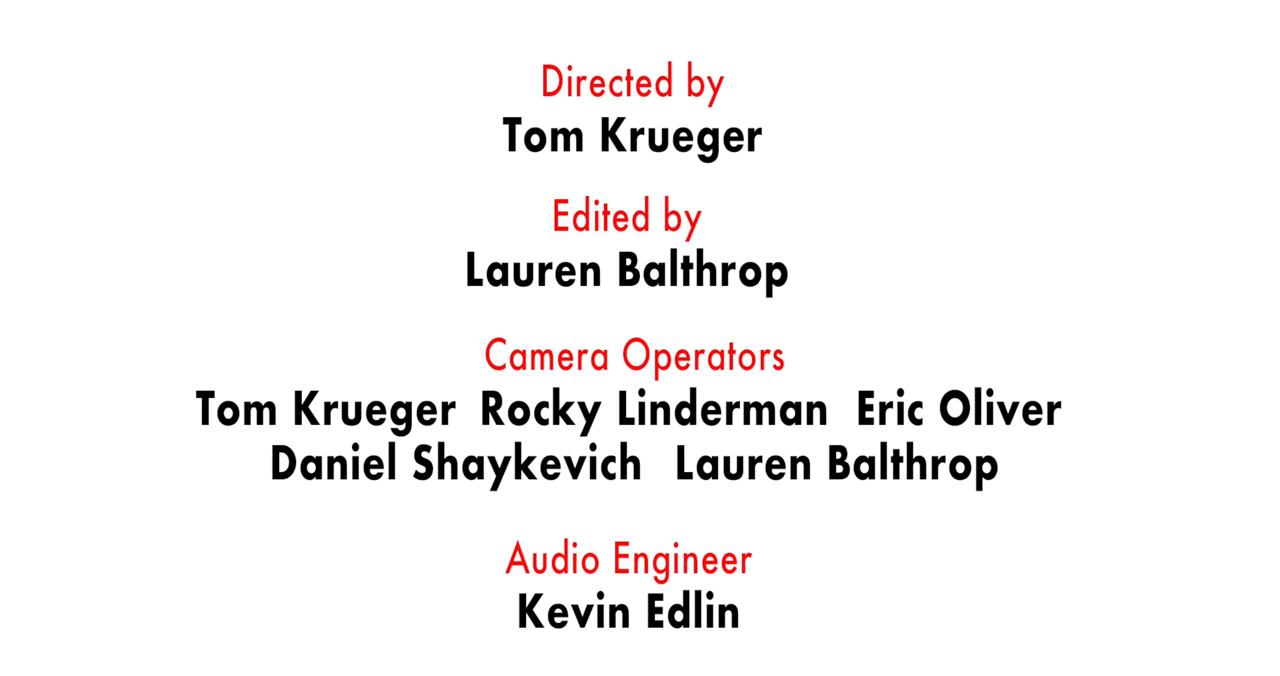 Directed by
Tom Krueger
Edited by
Lauren Balthrop
Camera Operators
Tom Krueger Rocky Linderman Eric Oliver
Daniel Shaykevich Lauren Balthrop
Audio Engineer
Kevin Edlin